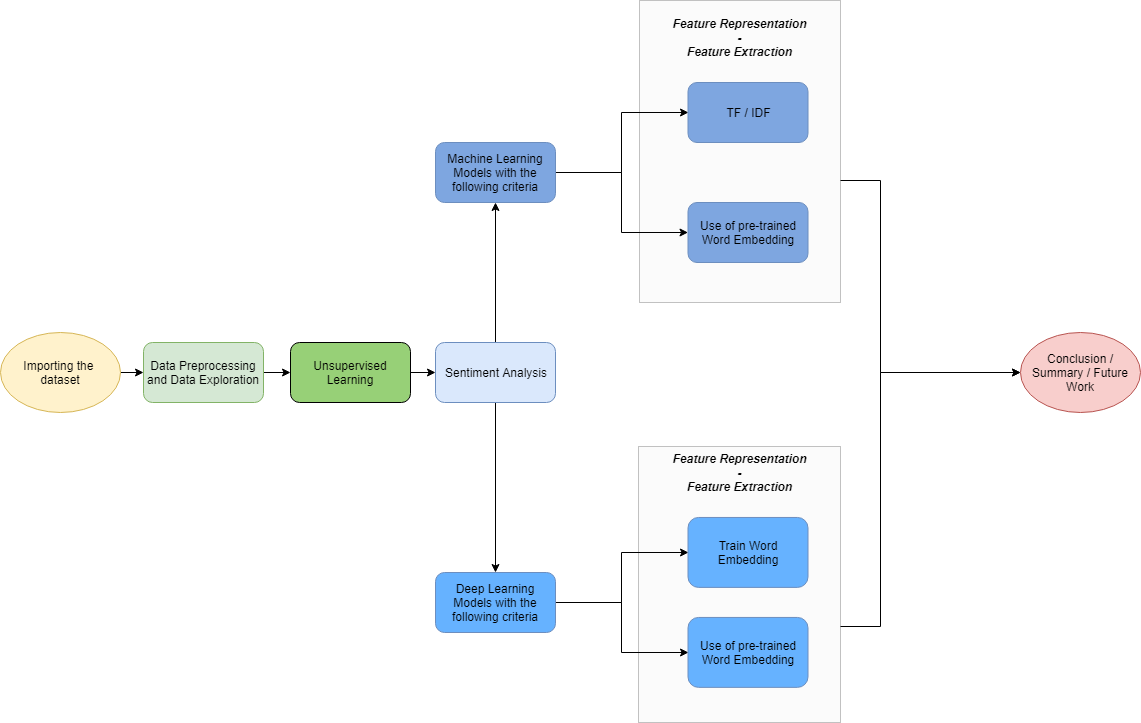 Feature Representation
-
Feature Extraction
TF / IDF
Machine Learning
Models with the
following criteria
Use of pre-trained
Word Embedding
Importing the
dataset
Data Preprocessing
and Data Exploration
Unsupervised
Learning
Sentiment Analysis
Conclusion /
Summary / Future
Work
Feature Representation
-
Feature Extraction
Train Word
Embedding
Deep Learning
Models with the
following criteria
Use of pre-trained
Word Embedding